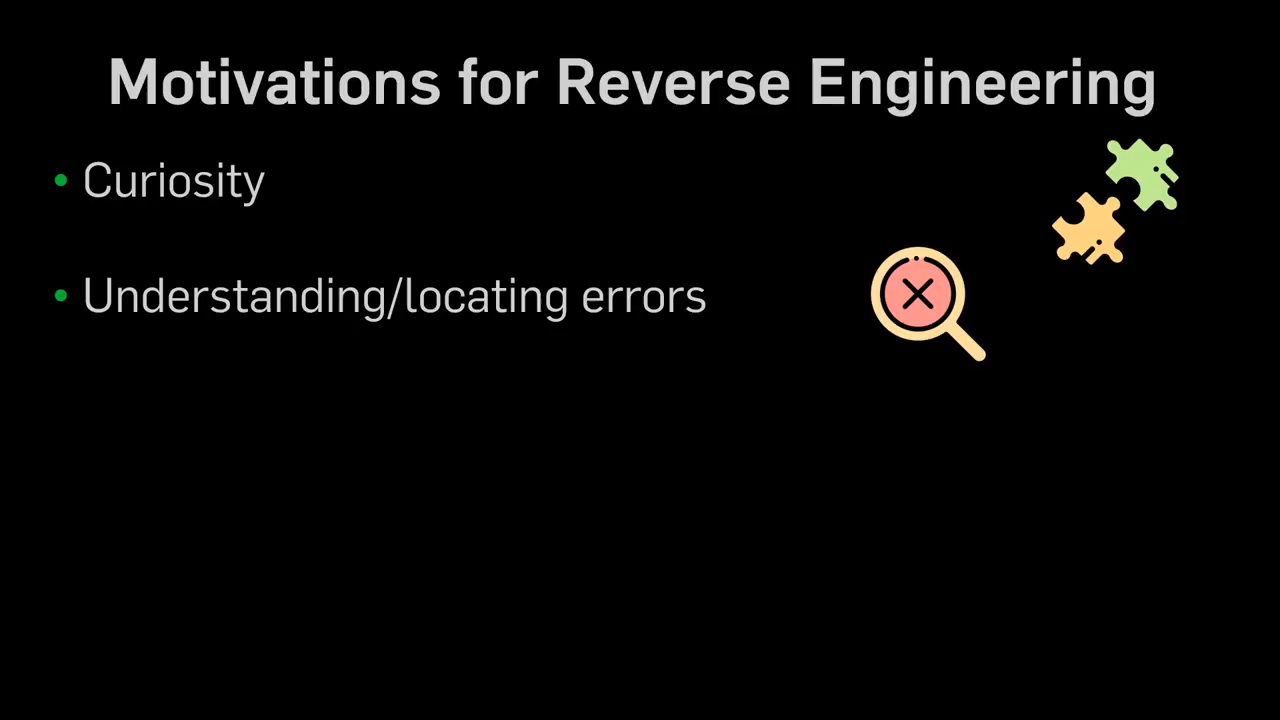 Motivations for Reverse Engineering
• Curiosity
• Understanding/locating errors